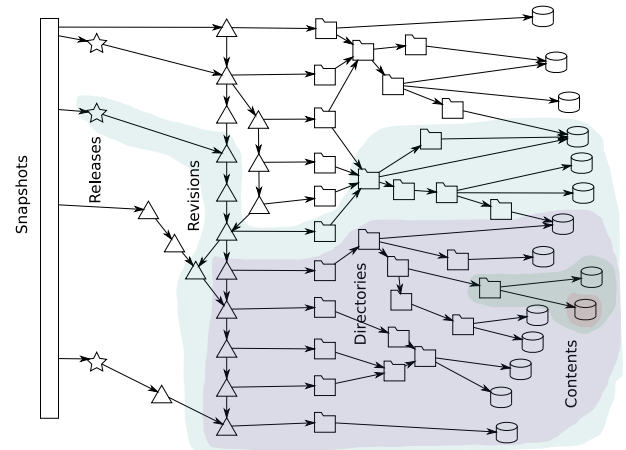 Snapshots
Releases
Revisions
Directories
Contents